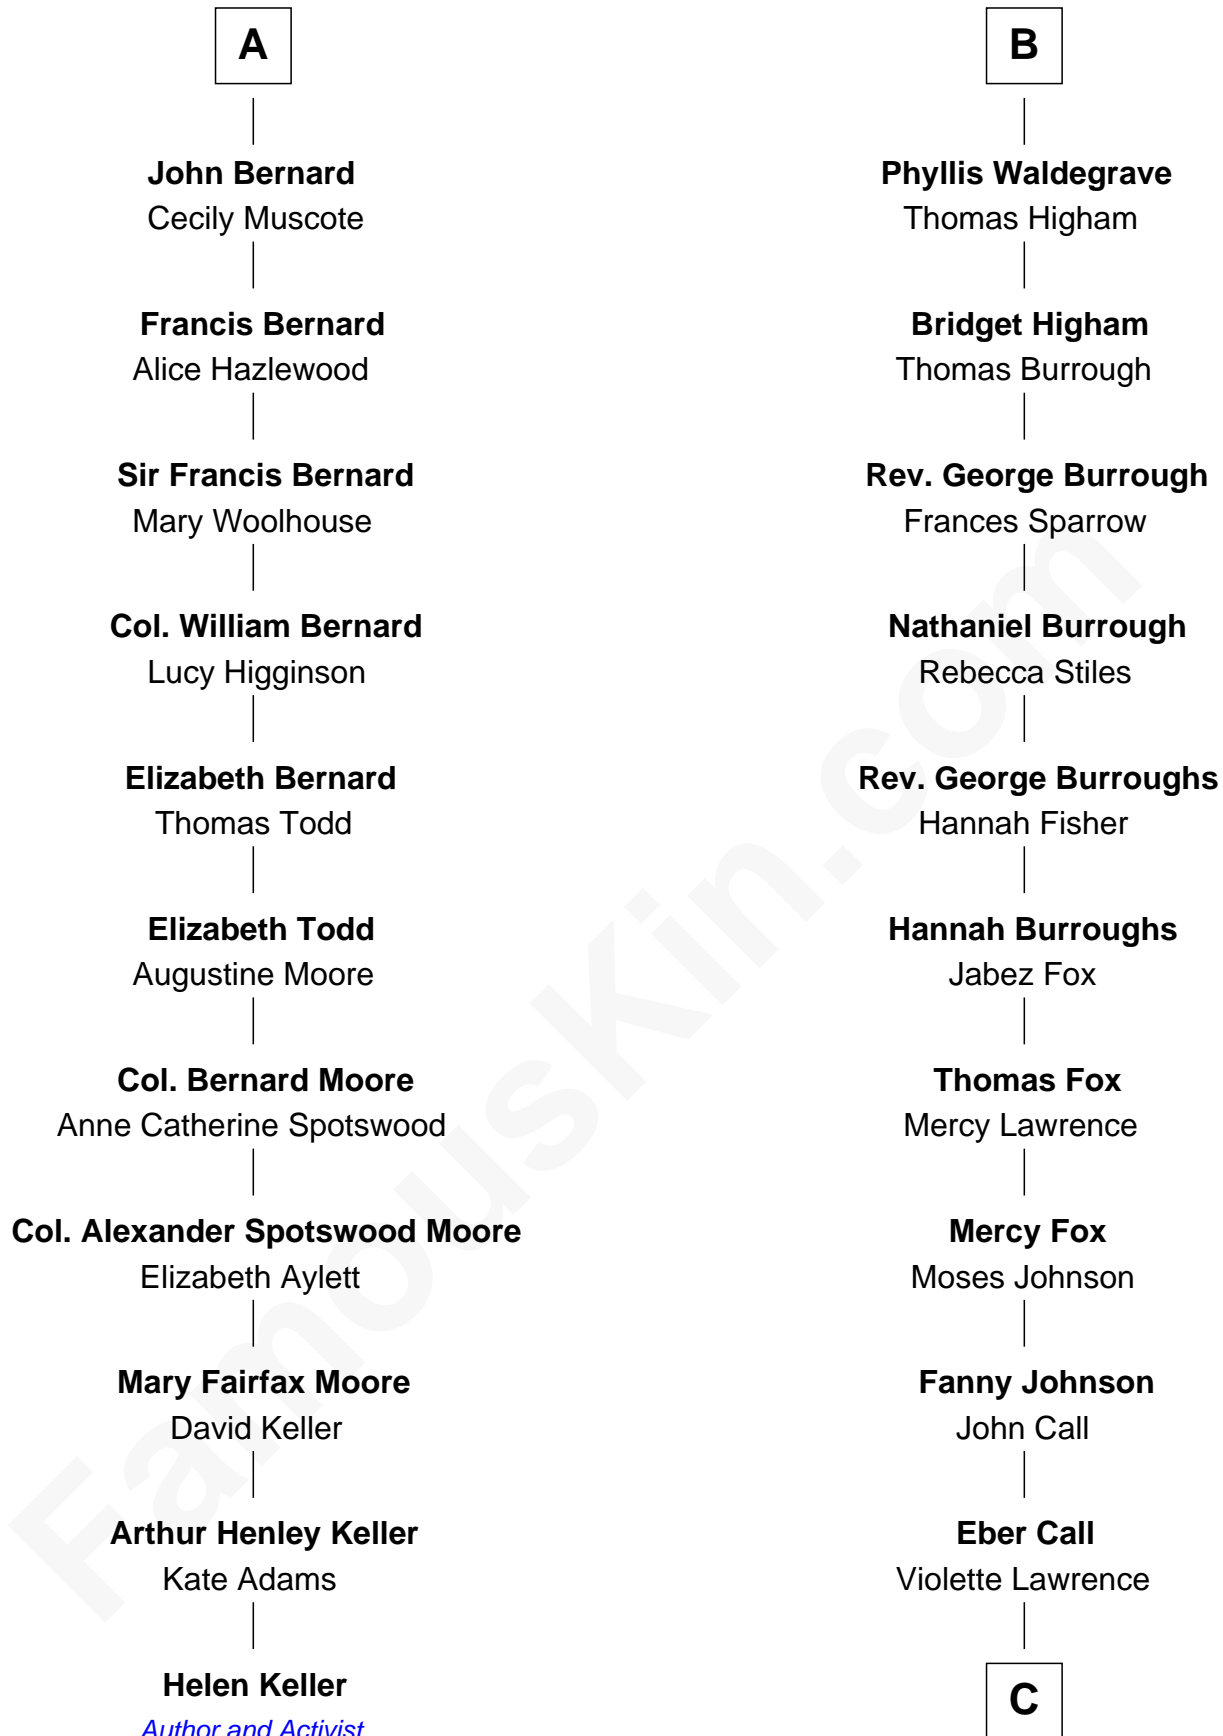 A
John Bernard
Cecily Muscote
Francis Bernard
Alice Hazlewood
Sir Francis Bernard
Mary Woolhouse
Col. William Bernard
Lucy Higginson
Elizabeth Bernard
Thomas Todd
Elizabeth Todd
Augustine Moore
Col. Bernard Moore
Anne Catherine Spotswood
Col. Alexander Spotswood Moore
Elizabeth Aylett
Mary Fairfax Moore
David Keller
Arthur Henley Keller
Kate Adams
Helen Keller
Author and Activist
B
Phyllis Waldegrave
Thomas Higham
Bridget Higham
Thomas Burrough
Rev. George Burrough
Frances Sparrow
Nathaniel Burrough
Rebecca Stiles
Rev. George Burroughs
Hannah Fisher
Hannah Burroughs
Jabez Fox
Thomas Fox
Mercy Lawrence
Mercy Fox
Moses Johnson
Fanny Johnson
John Call
Eber Call
Violette Lawrence
C
FamousKin.com